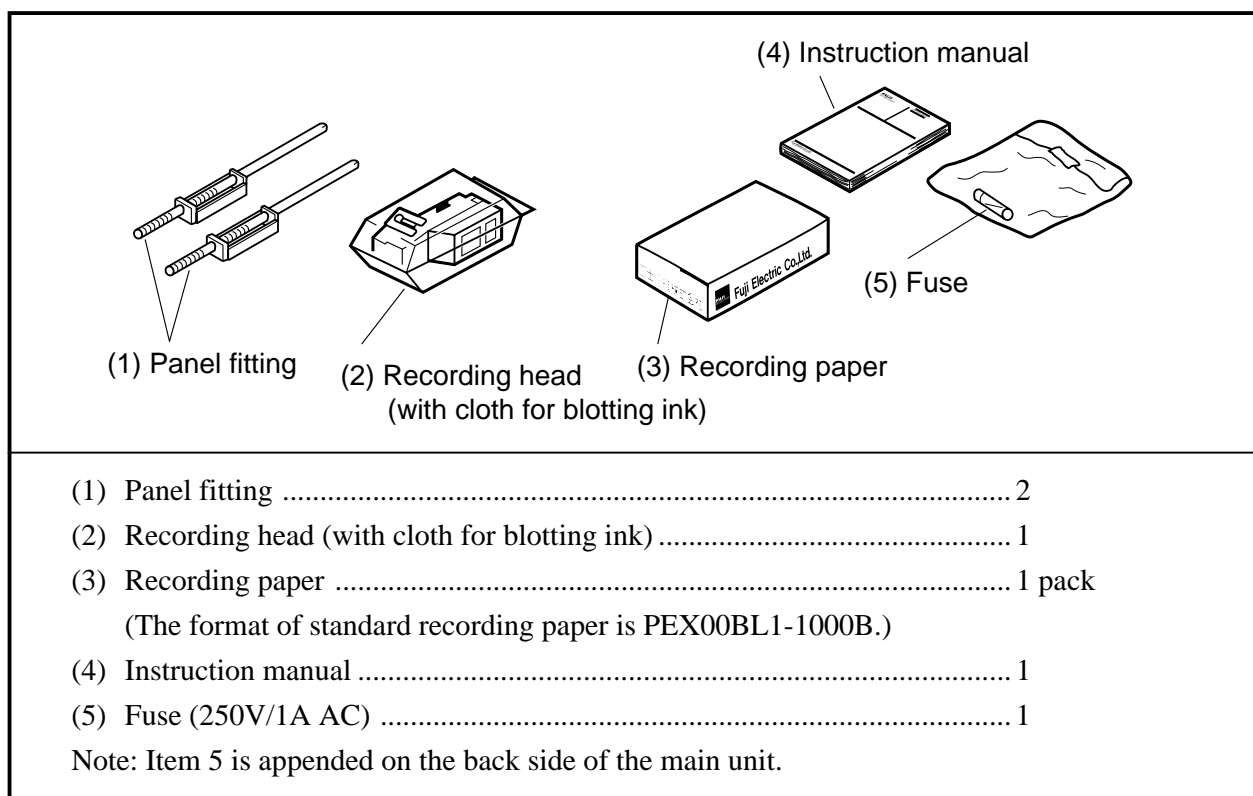 (4) Instruction manual
Fuji Electric Co.,Ltd.
(5) Fuse
(1) Panel fitting
(2) Recording head
(with cloth for blotting ink)
(3) Recording paper
(1) Panel fitting ........................................ 2
(2) Recording head (with cloth for blotting ink) ........................................ 1
(3) Recording paper ........................................ 1 pack
(The format of standard recording paper is PEX00BL1-1000B.)
(4) Instruction manual ........................................ 1
(5) Fuse (250V/1A AC) ........................................ 1
Note: Item 5 is appended on the back side of the main unit.